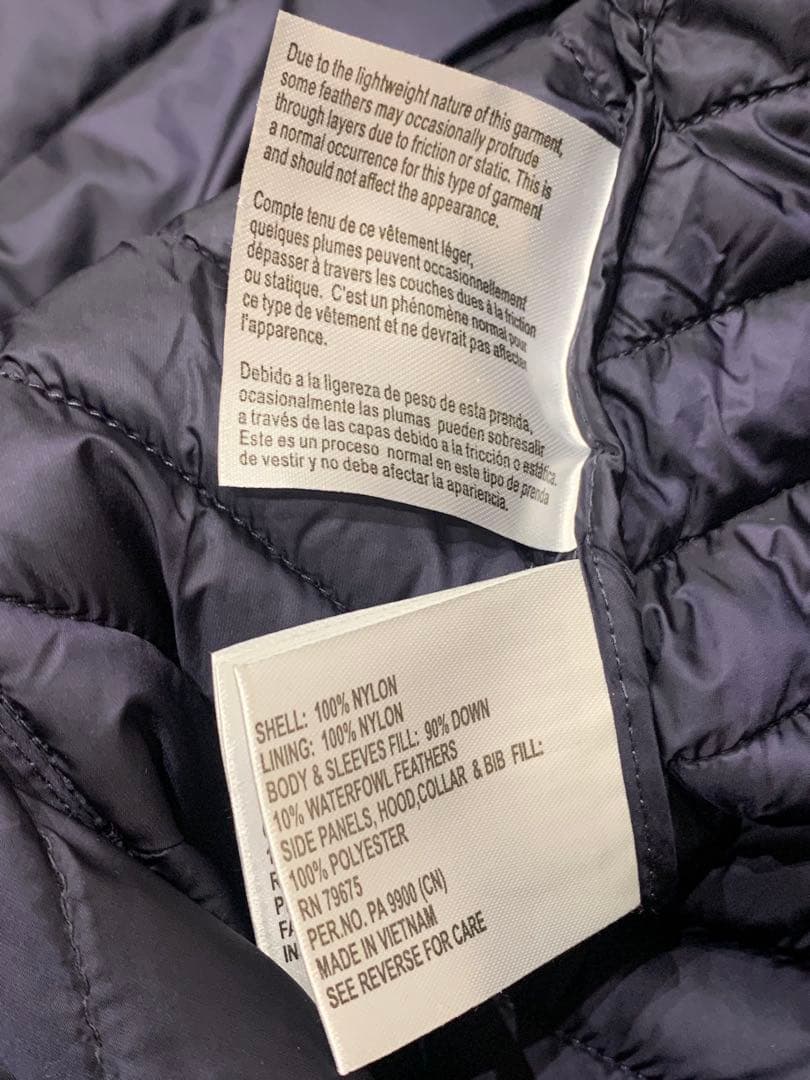 Due to the lightweight nature of this garment,
some feathers may occasionally protrude
through layers due to friction or static. This is
a normal occurrence for this type of garment
and should not affect the appearance.
Compte tenu de ce vêtement léger,
quelques plumes peuvent occasionnellement
dépasser à travers les couches dues à la friction
ou statique. C'est un phénomène normal pour
ce type de vêtement et ne devrait pas affecter
l'apparence.
Debido a la ligereza de peso de esta prenda,
ocasionalmente las plumas pueden sobresalir
a través de las capas debido a la fricción o estática.
Este es un proceso normal en este tipo de prenda
de vestir y no debe afectar la apariencia.
SHELL: 100% NYLON
LINING: 100% NYLON
BODY & SLEEVES FILL: 90% DOWN
10% WATERFOWL FEATHERS
SIDE PANELS, HOOD,COLLAR & BIB FILL:
100% POLYESTER
RN 79675
PER.NO. PA 9900 (CN)
MADE IN VIETNAM
SEE REVERSE FOR CARE